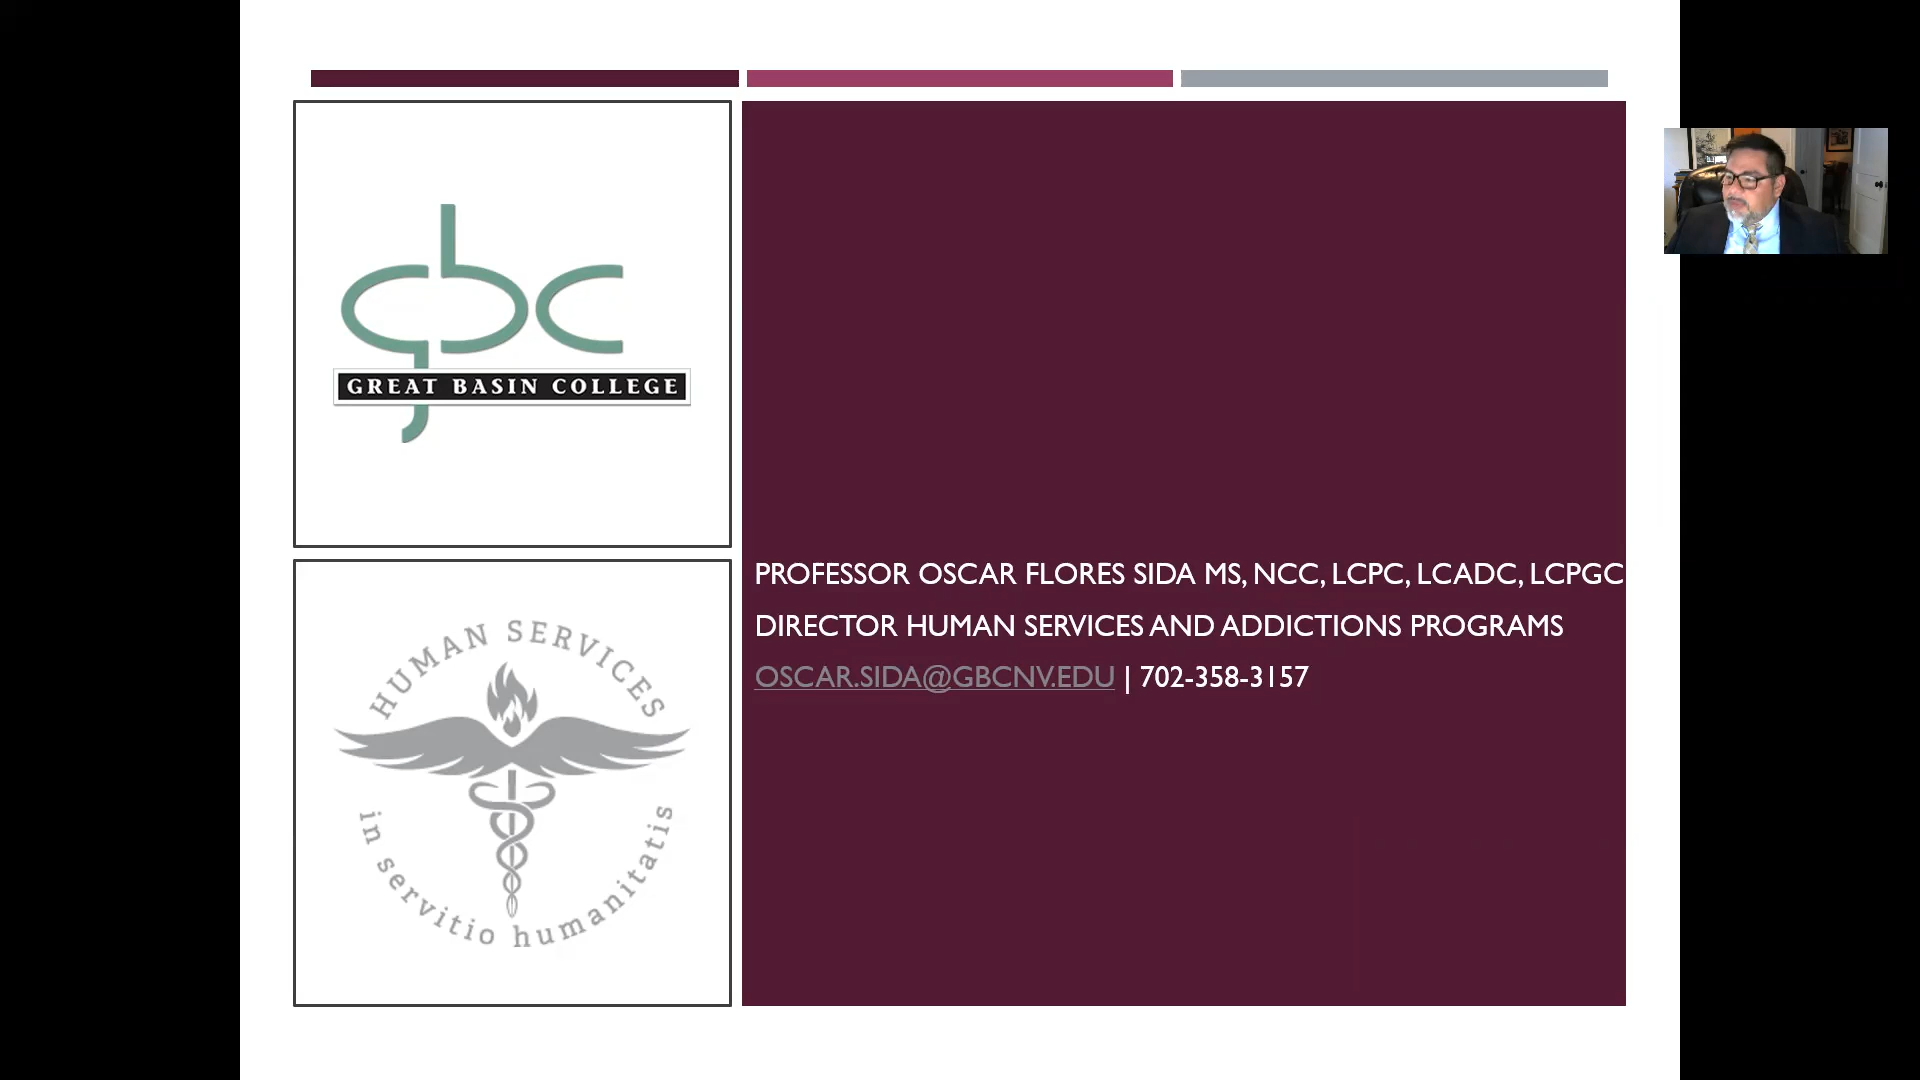 gbc
GREAT BASIN COLLEGE
HUMAN SERVICES
in servitio humanitatis
PROFESSOR OSCAR FLORES SIDA MS, NCC, LCPC, LCADC, LCPGC
DIRECTOR HUMAN SERVICES AND ADDICTIONS PROGRAMS
OSCAR.SIDA@GBCNV.EDU | 702-358-3157